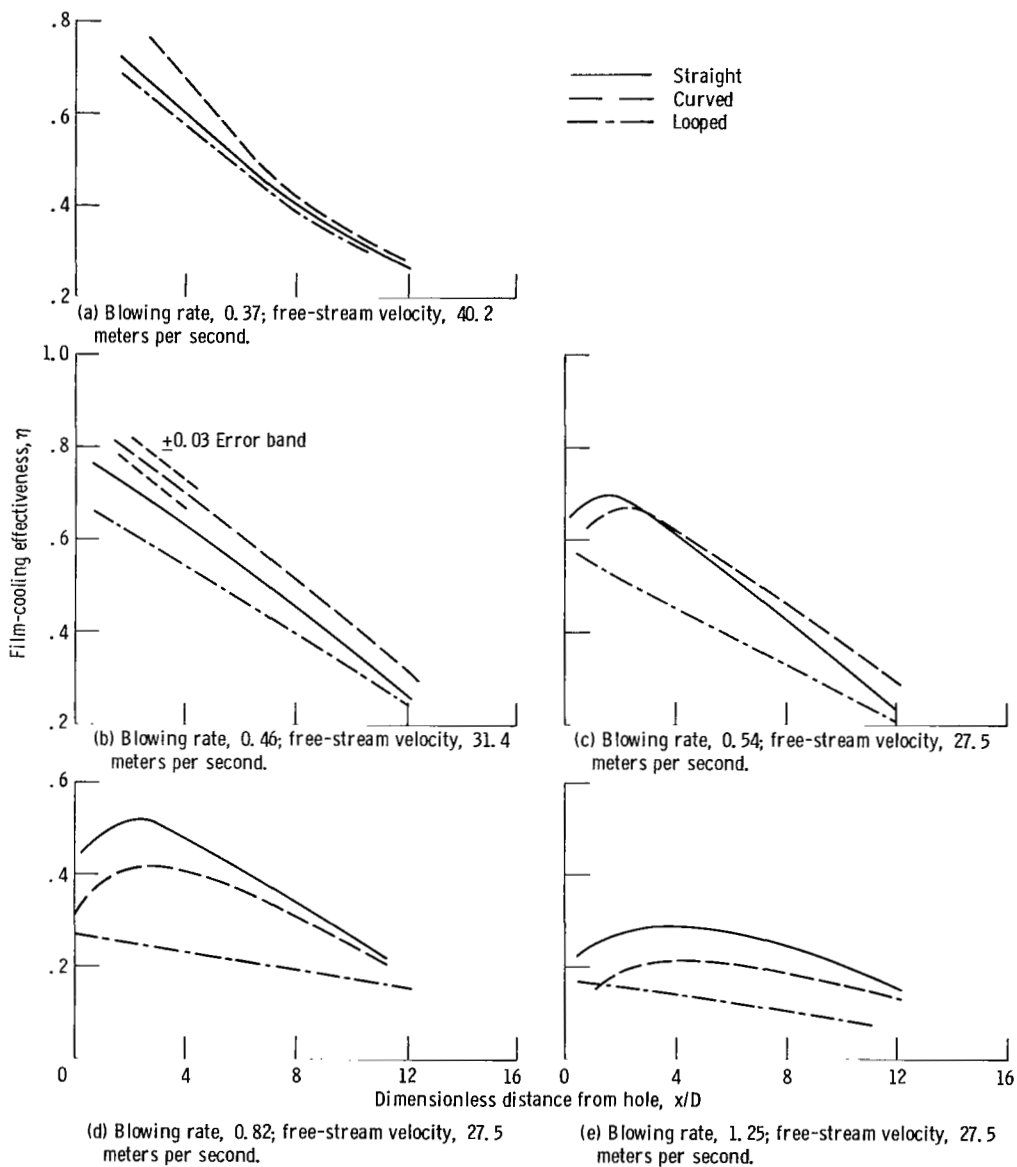 .8
.6
.4
.2
Straight
Curved
Looped
(a) Blowing rate, 0.37; free-stream velocity, 40.2
meters per second.
Film-cooling effectiveness, η
1.0
.8
.6
.4
.2
±0.03 Error band
(b) Blowing rate, 0.46; free-stream velocity, 31.4
meters per second.
(c) Blowing rate, 0.54; free-stream velocity, 27.5
meters per second.
.6
.4
.2
0 4 8 12 16
0 4 8 12 16
Dimensionless distance from hole, x/D
(d) Blowing rate, 0.82; free-stream velocity, 27.5
meters per second.
(e) Blowing rate, 1.25; free-stream velocity, 27.5
meters per second.